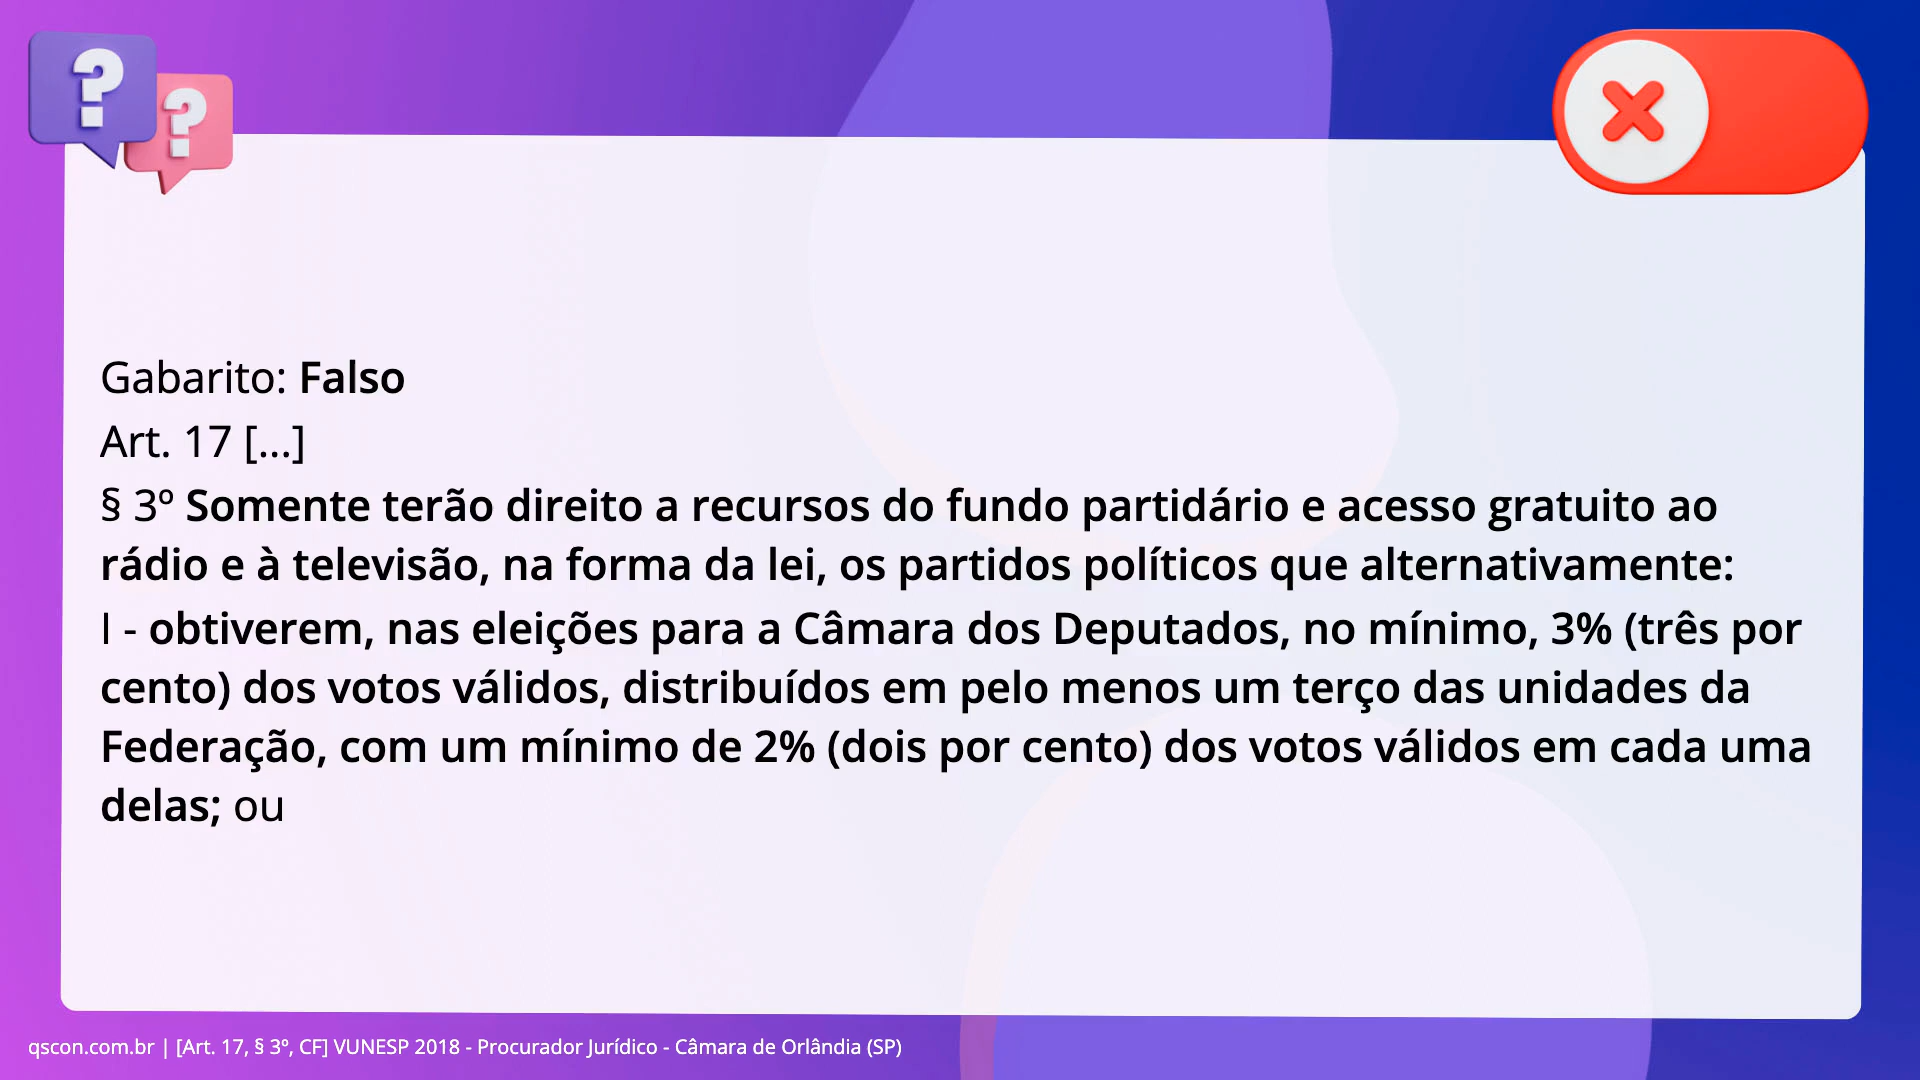 Gabarito: Falso
Art. 17 [...]
§ 3º Somente terão direito a recursos do fundo partidário e acesso gratuito ao
rádio e à televisão, na forma da lei, os partidos políticos que alternativamente:
I - obtiverem, nas eleições para a Câmara dos Deputados, no mínimo, 3% (três por
cento) dos votos válidos, distribuídos em pelo menos um terço das unidades da
Federação, com um mínimo de 2% (dois por cento) dos votos válidos em cada uma
delas; ou
qscon.com.br | [Art. 17, § 3º, CF] VUNESP 2018 - Procurador Jurídico - Câmara de Orlândia (SP)